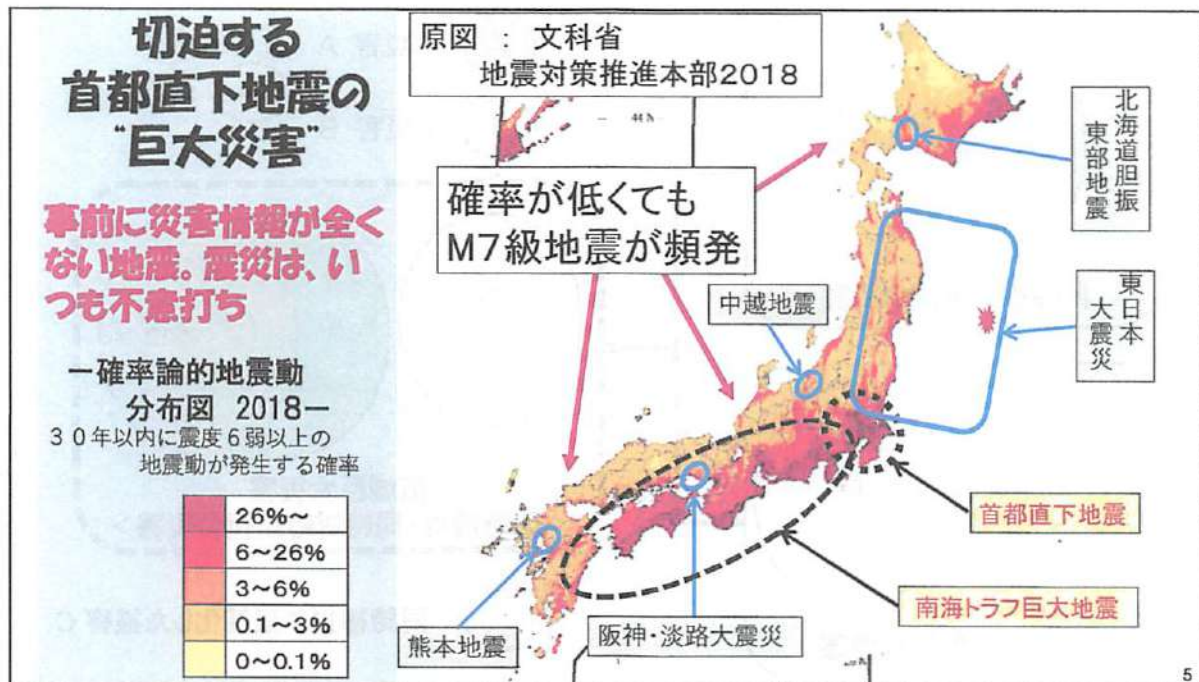 切迫する
首都直下地震の
“巨大災害”
事前に災害情報が全く
ない地震。震災は、い
つも不意打ち
ー確率論的地震動
分布図 2018ー
30年以内に震度6弱以上の
地震動が発生する確率
26%～
6～26%
3～6%
0.1～3%
0～0.1%
原図 ： 文科省
地震対策推進本部2018
確率が低くても
M7級地震が頻発
北海道胆振
東部地震
中越地震
東日本
大震災
首都直下地震
南海トラフ巨大地震
阪神・淡路大震災
熊本地震
5